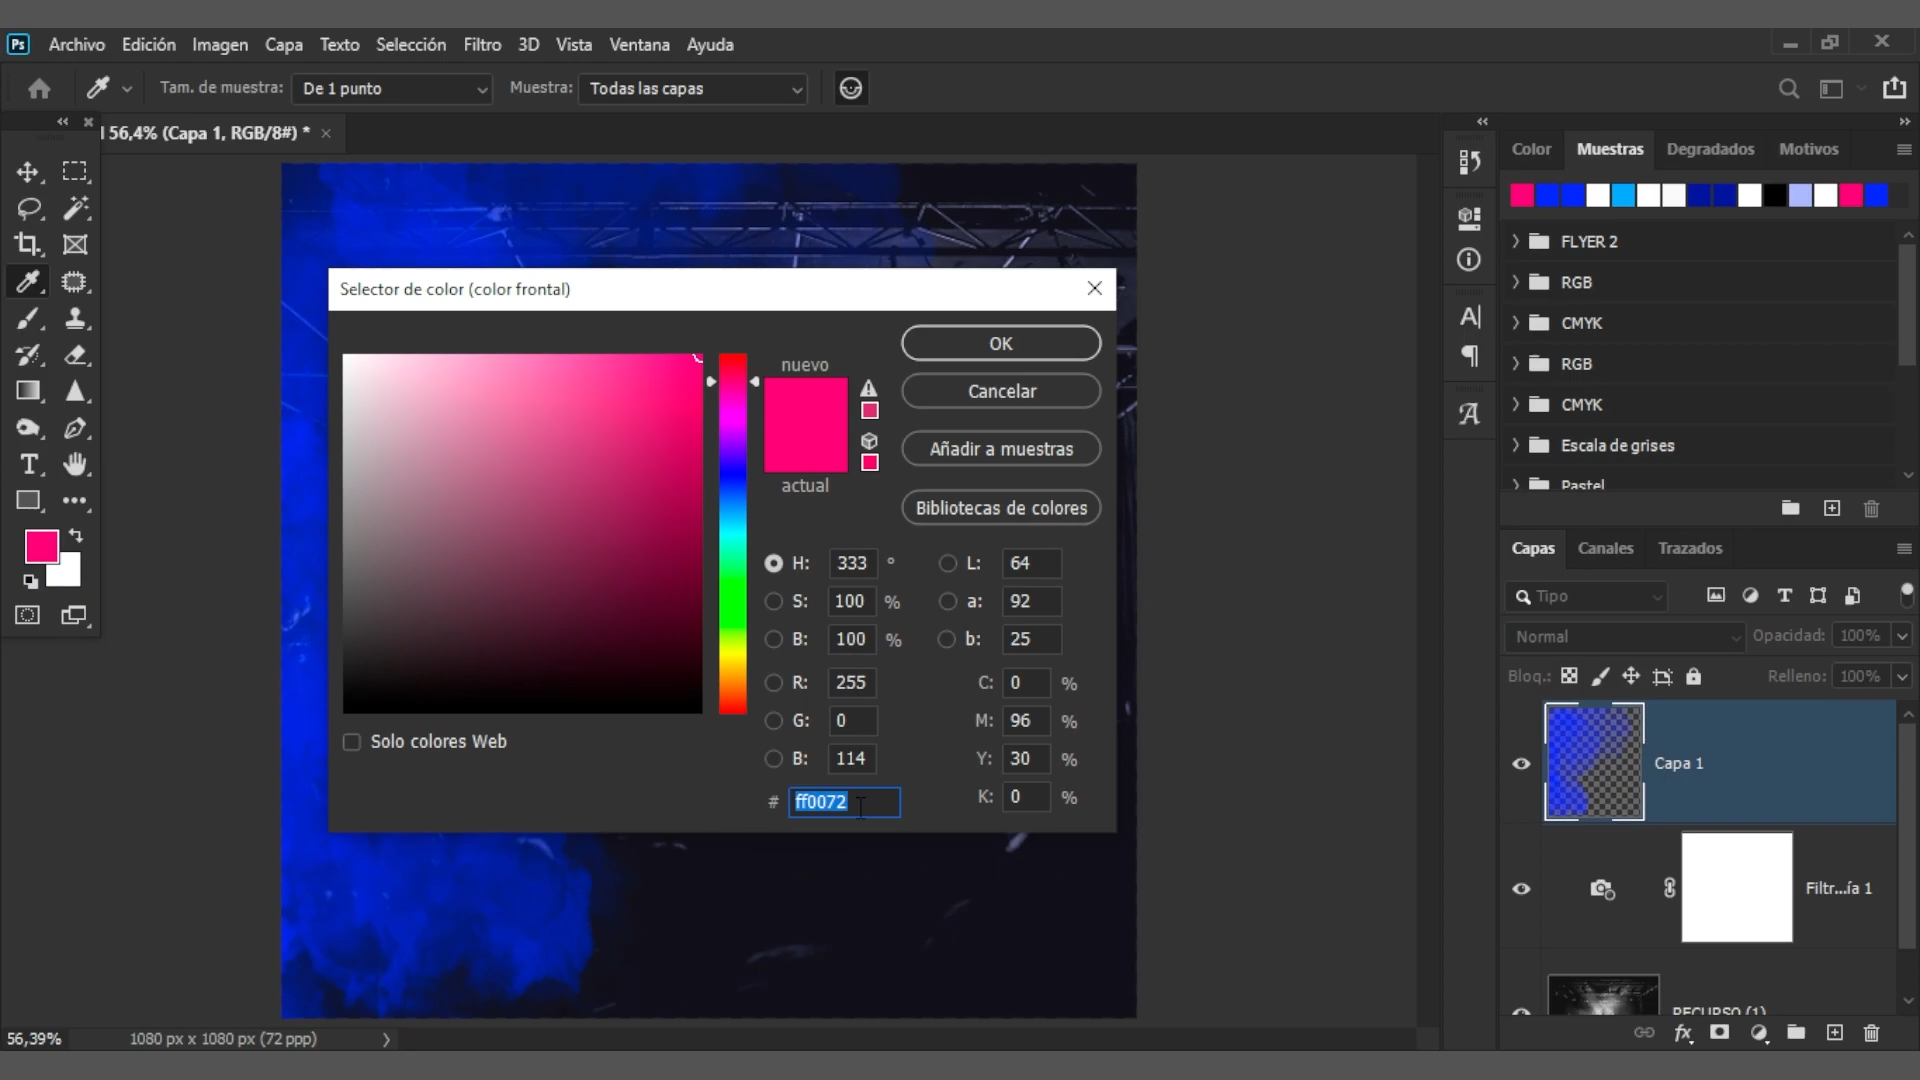 Ps Archivo Edición Imagen Capa Texto Selección Filtro 3D Vista Ventana Ayuda
Tam. de muestra: De 1 punto Muestra: Todas las capas
56,4% (Capa 1, RGB/8#) *
Color Muestras Degradados Motivos
FLYER 2
RGB
CMYK
RGB
CMYK
Escala de grises
Pastel
Selector de color (color frontal)
nuevo
actual
OK
Cancelar
Añadir a muestras
Bibliotecas de colores
H: 333 ° L: 64
S: 100 % a: 92
B: 100 % b: 25
R: 255 C: 0 %
G: 0 M: 96 %
B: 114 Y: 30 %
# ff0072 K: 0 %
Solo colores Web
Capas Canales Trazados
Tipo
Normal Opacidad: 100%
Bloq.: Relleno: 100%
Capa 1
Filtr...ía 1
RECURSO (1)
fx
56,39% 1080 px x 1080 px (72 ppp)